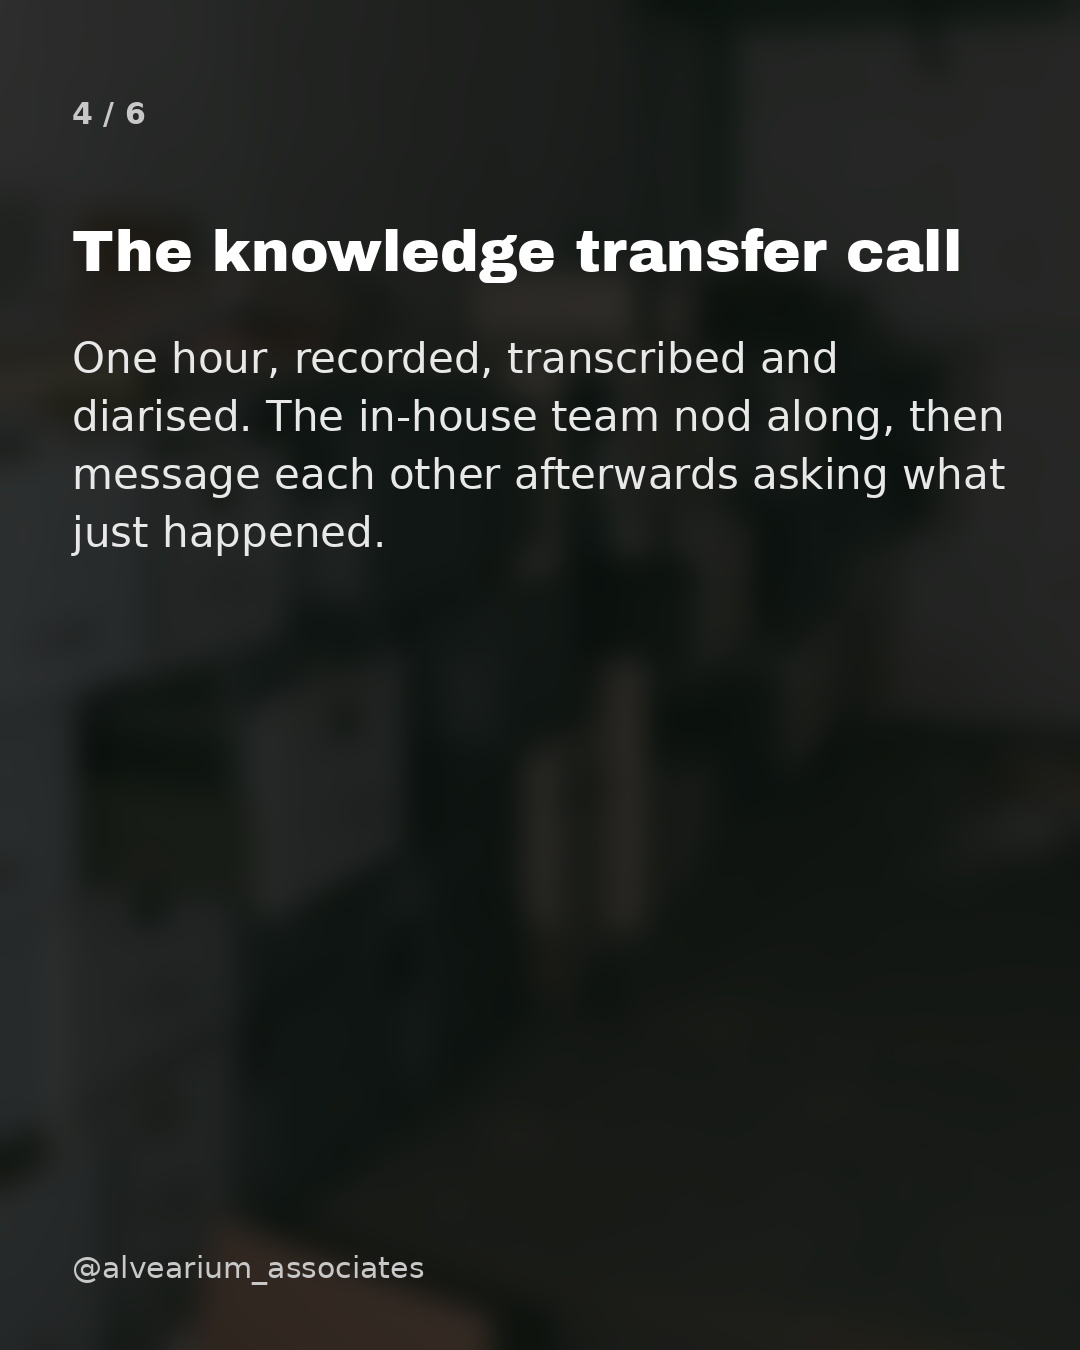 4 / 6
The knowledge transfer call
One hour, recorded, transcribed and
diarised. The in-house team nod along, then
message each other afterwards asking what
just happened.
@alvearium_associates